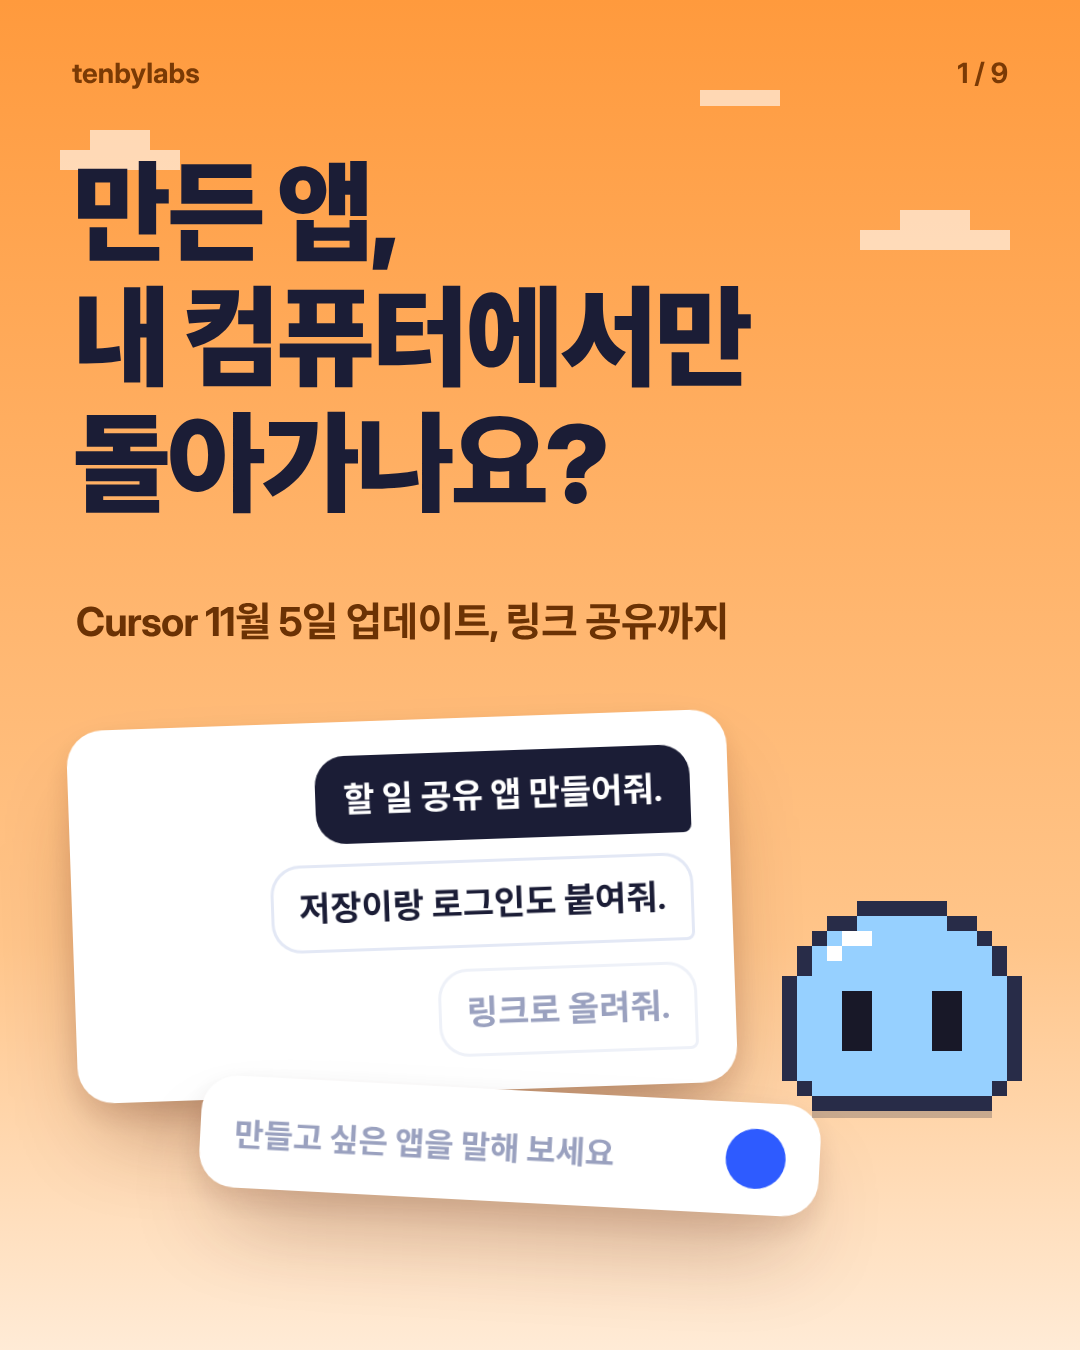 tenbylabs
1 / 9
만든 앱,
내 컴퓨터에서만
돌아가나요?
Cursor 11월 5일 업데이트, 링크 공유까지
할 일 공유 앱 만들어줘.
저장이랑 로그인도 붙여줘.
링크로 올려줘.
만들고 싶은 앱을 말해 보세요